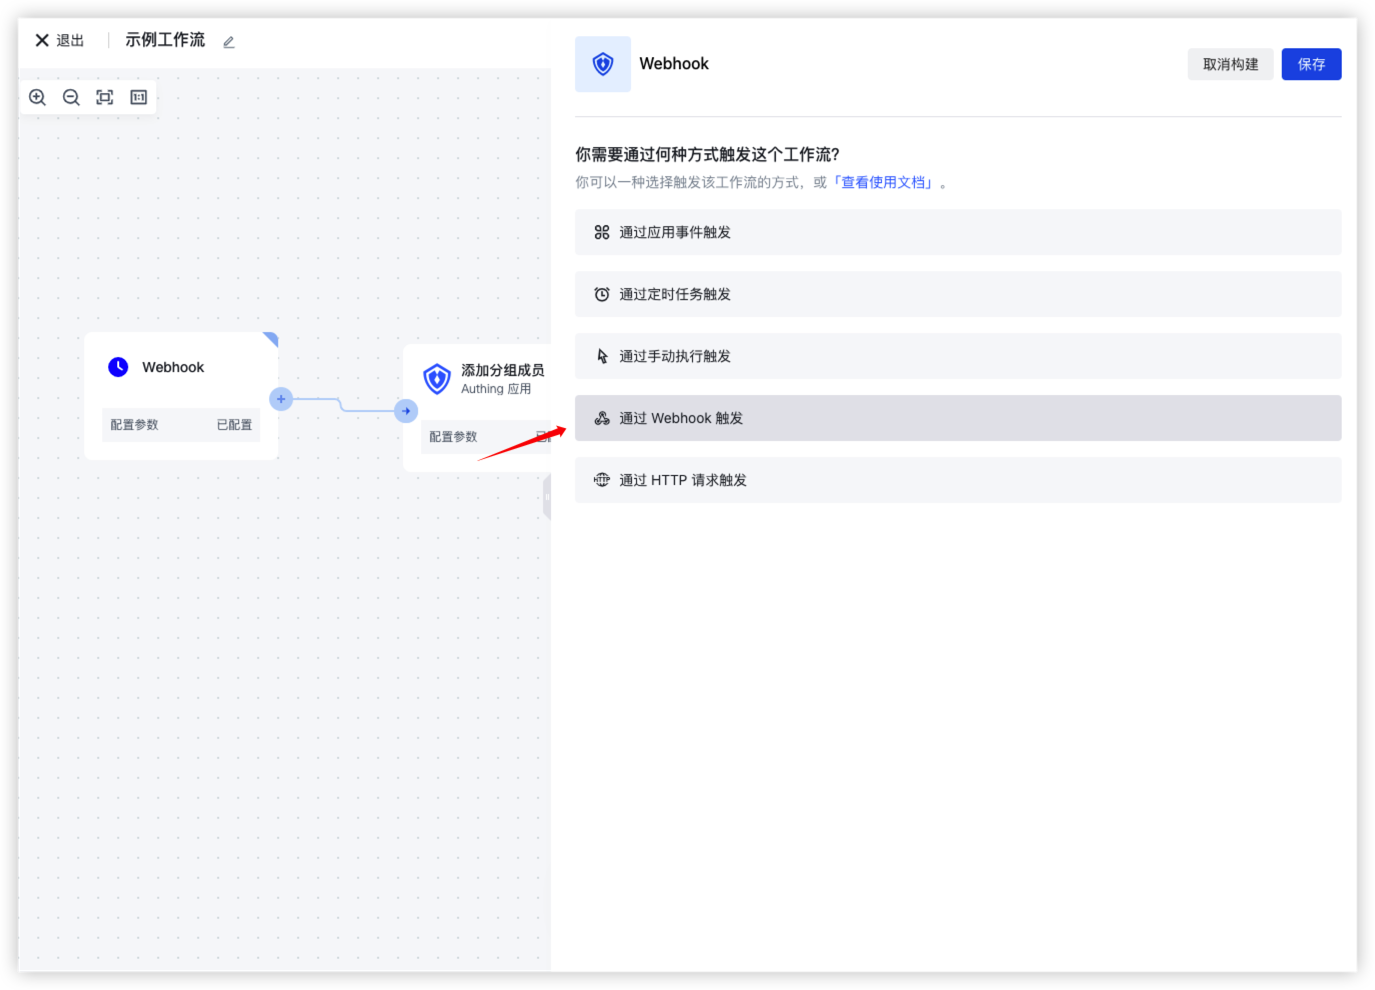 退出
示例工作流
Webhook
取消构建
保存
1:1
你需要通过何种方式触发这个工作流?
你可以一种选择触发该工作流的方式，或「查看使用文档」。
通过应用事件触发
通过定时任务触发
通过手动执行触发
通过 Webhook 触发
通过 HTTP 请求触发
Webhook
配置参数
已配置
添加分组成员
Authing 应用
配置参数